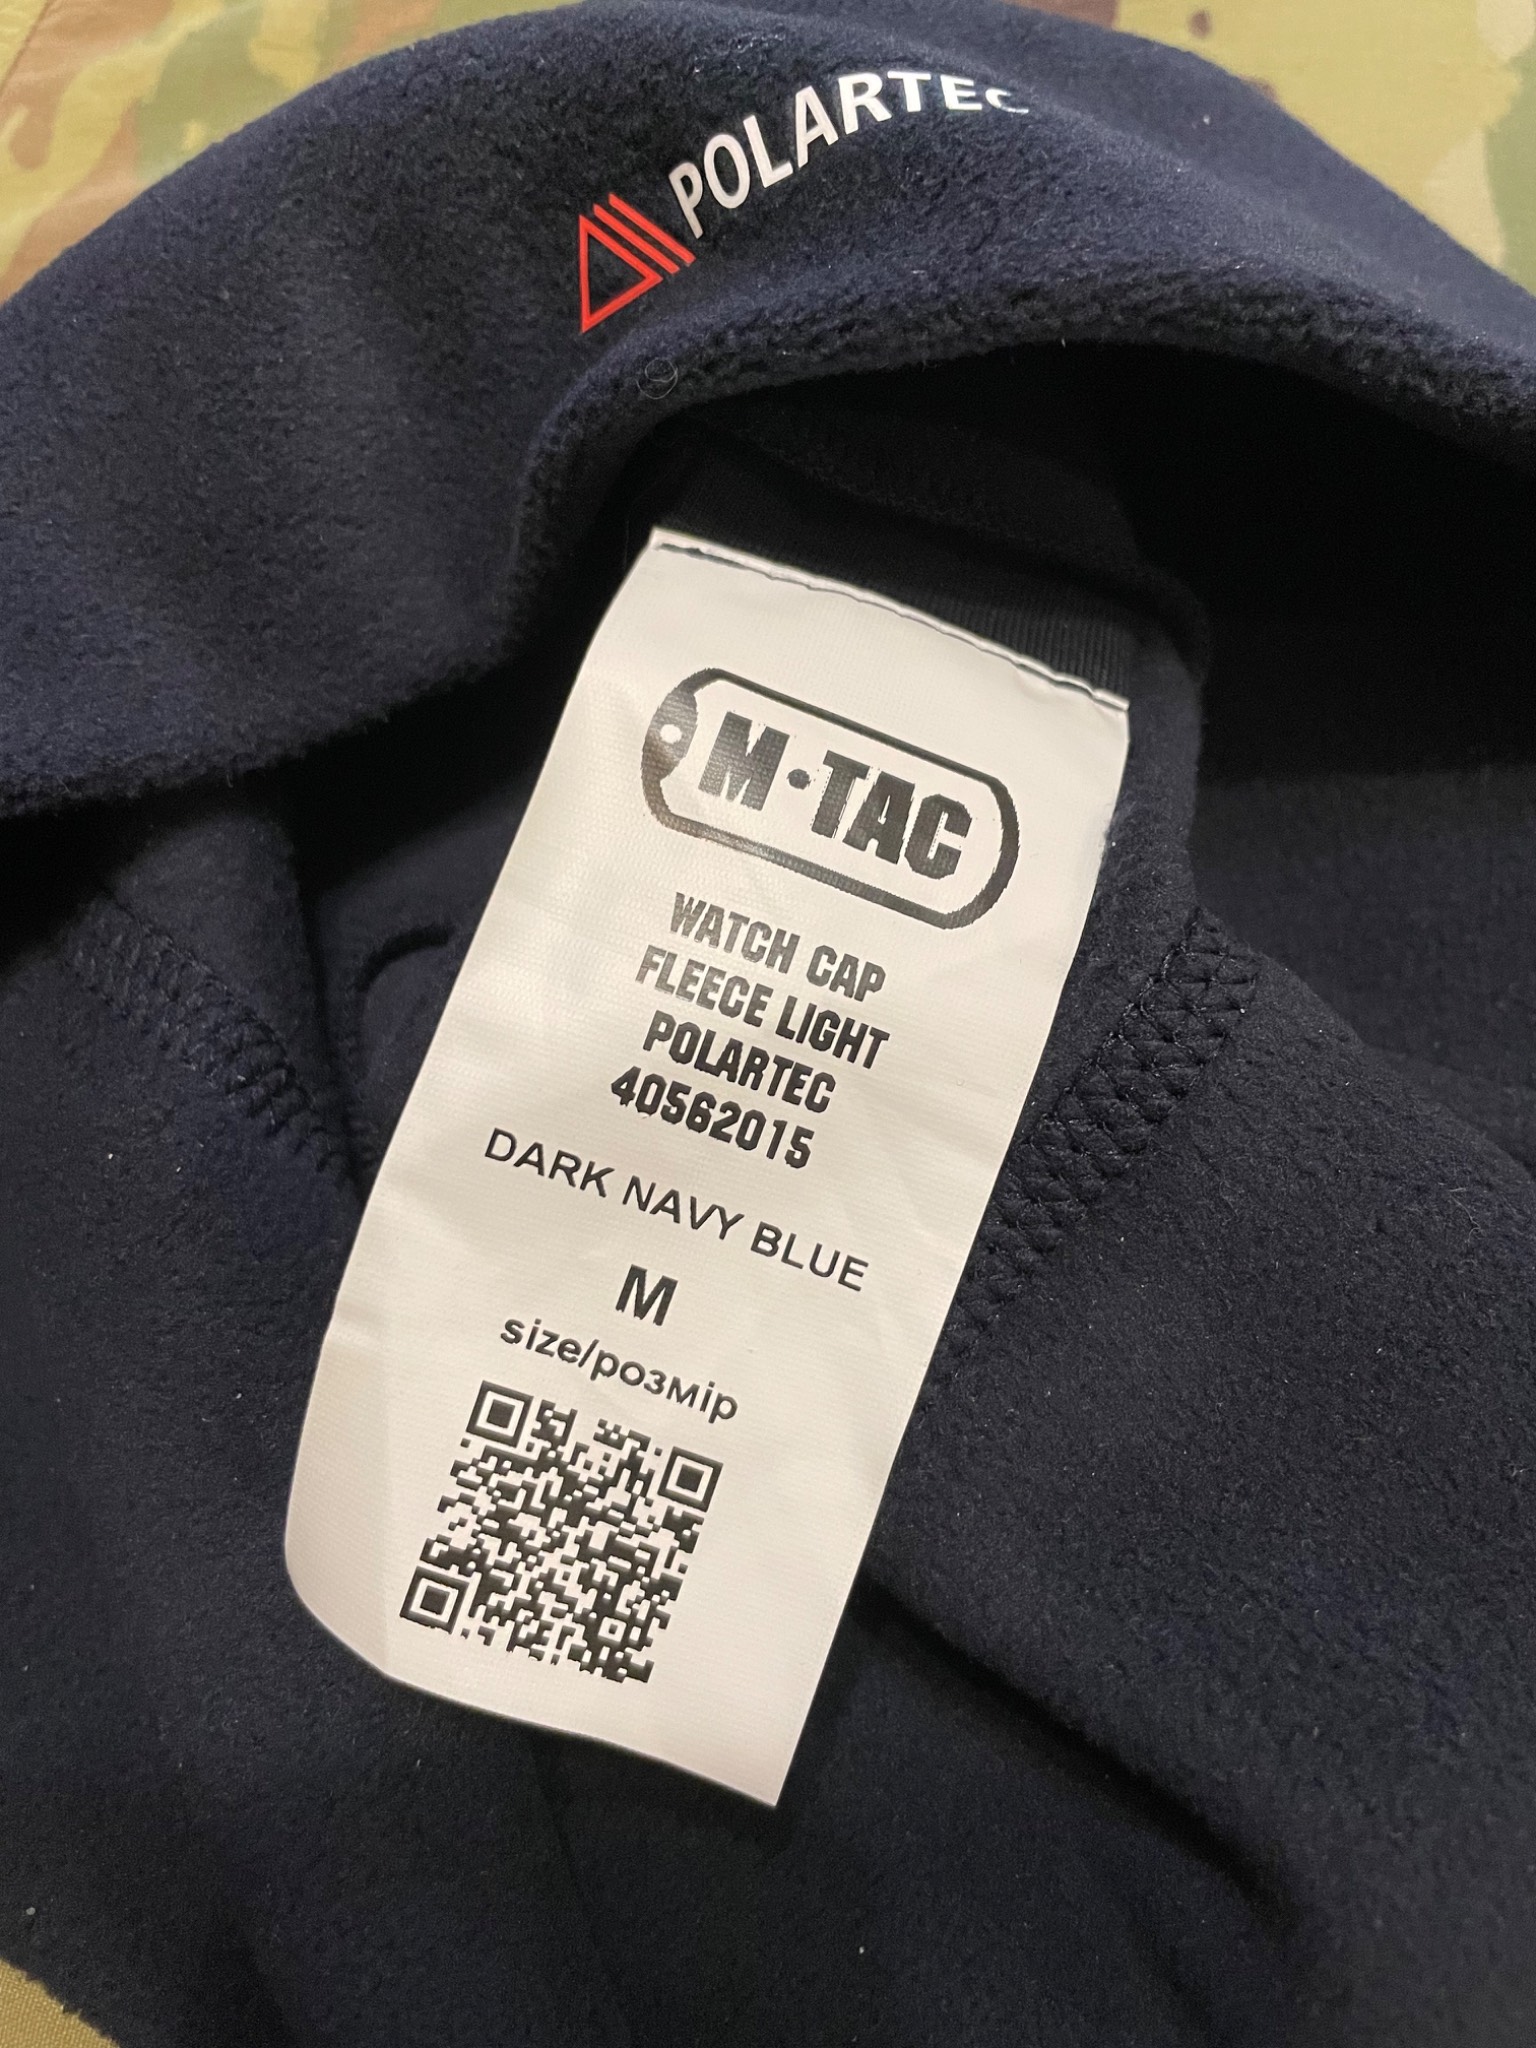 POLARTEC
M·TAC
WATCH CAP
FLEECE LIGHT
POLARTEC
40562015
DARK NAVY BLUE
M
size/розмір